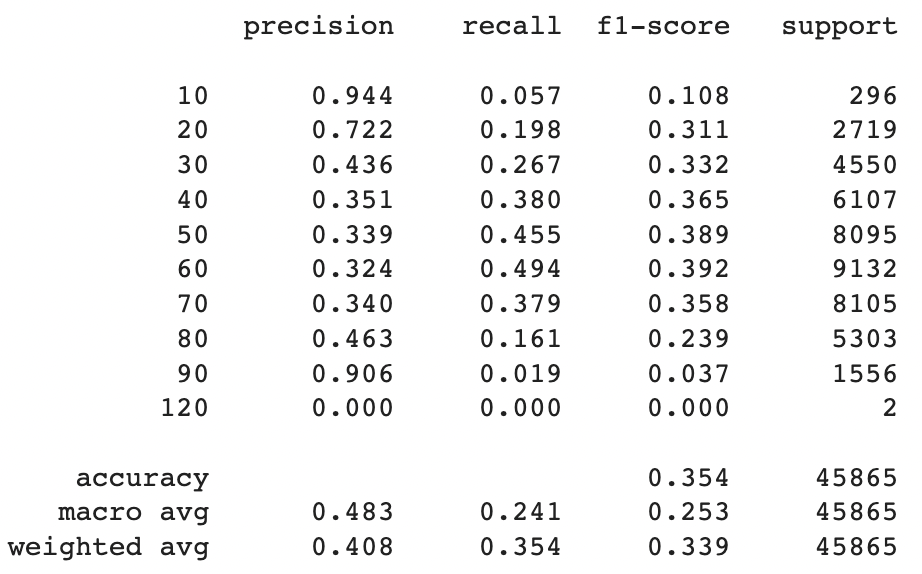 precision recall f1-score support
10 0.944 0.057 0.108 296
20 0.722 0.198 0.311 2719
30 0.436 0.267 0.332 4550
40 0.351 0.380 0.365 6107
50 0.339 0.455 0.389 8095
60 0.324 0.494 0.392 9132
70 0.340 0.379 0.358 8105
80 0.463 0.161 0.239 5303
90 0.906 0.019 0.037 1556
120 0.000 0.000 0.000 2
accuracy 0.354 45865
macro avg 0.483 0.241 0.253 45865
weighted avg 0.408 0.354 0.339 45865